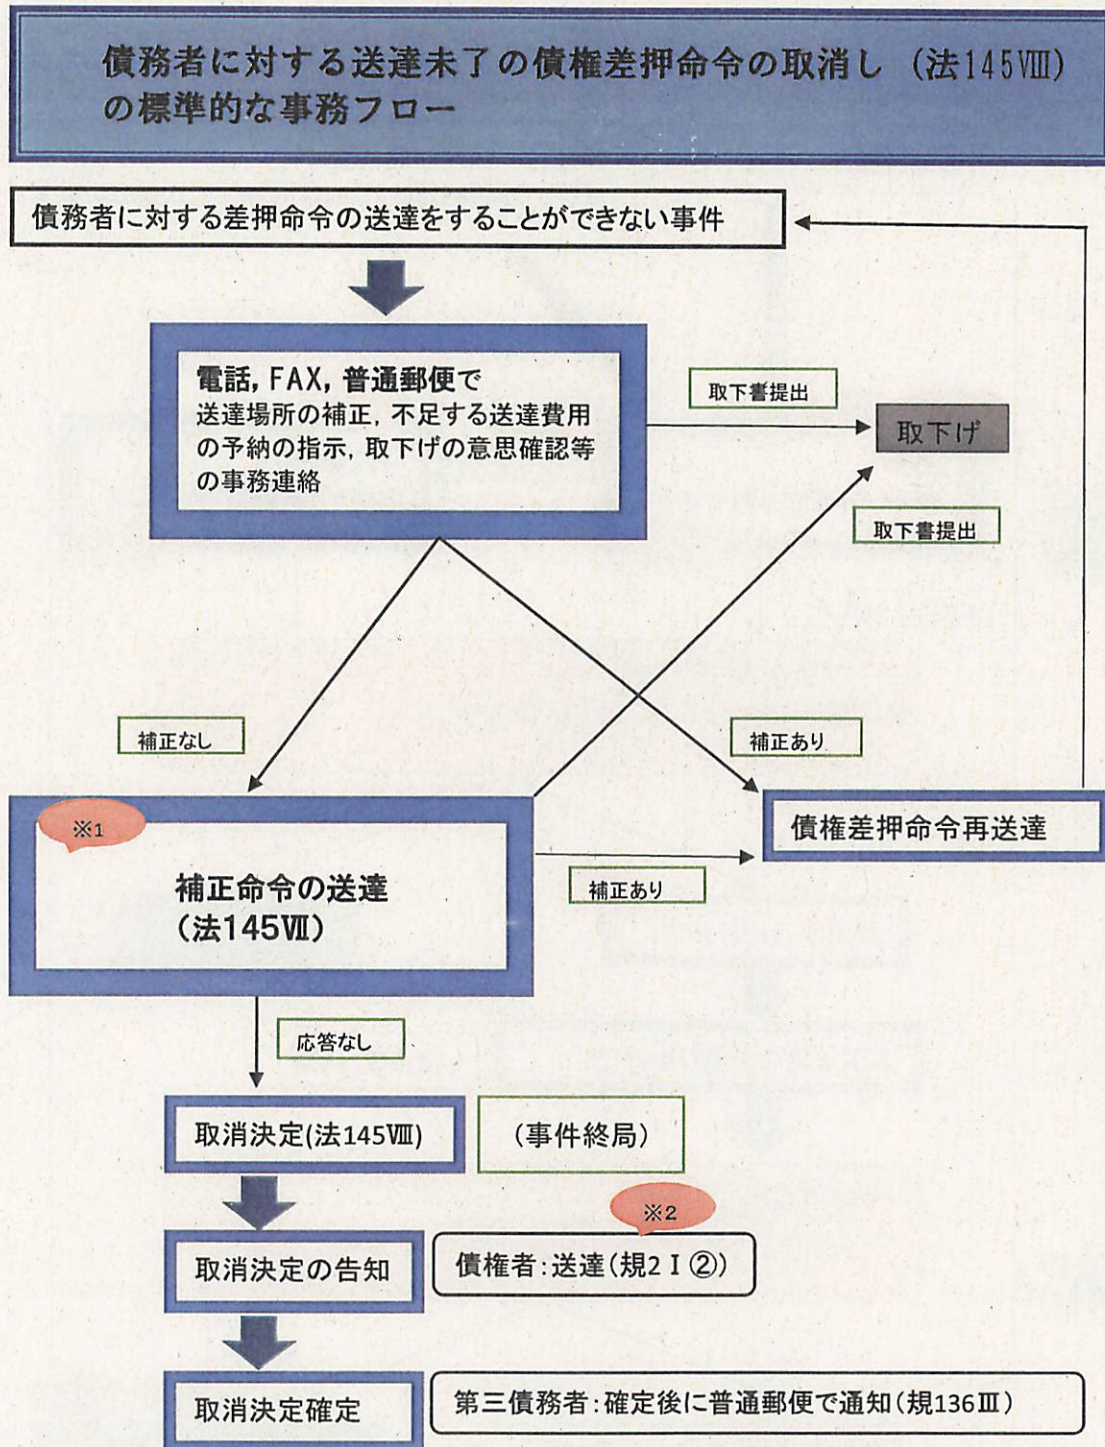 債務者に対する送達未了の債権差押命令の取消し（法145Ⅷ）
の標準的な事務フロー
債務者に対する差押命令の送達をすることができない事件
電話，FAX，普通郵便で
送達場所の補正，不足する送達費用
の予納の指示，取下げの意思確認等
の事務連絡
取下書提出
取下げ
取下書提出
補正なし
補正あり
※1
補正命令の送達
(法145Ⅶ)
債権差押命令再送達
補正あり
応答なし
取消決定(法145Ⅷ)
（事件終局）
※2
取消決定の告知
債権者：送達（規2Ⅰ②）
取消決定確定
第三債務者：確定後に普通郵便で通知（規136Ⅲ）